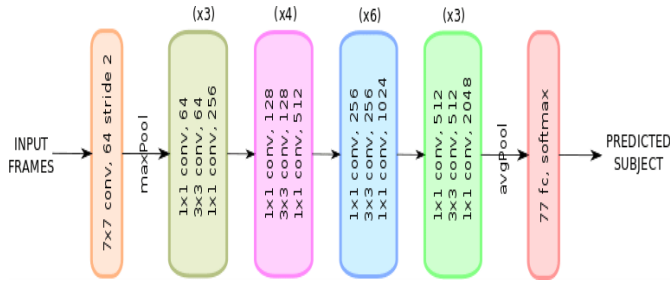 (x3)
(x4)
(x6)
(x3)
INPUT
FRAMES
7x7 conv, 64 stride 2
maxPool
1x1 conv, 64
3x3 conv, 64
1x1 conv, 256
1x1 conv, 128
3x3 conv, 128
1x1 conv, 512
1x1 conv, 256
3x3 conv, 256
1x1 conv, 1024
1x1 conv, 512
3x3 conv, 512
1x1 conv, 2048
avgPool
77 fc, softmax
PREDICTED
SUBJECT